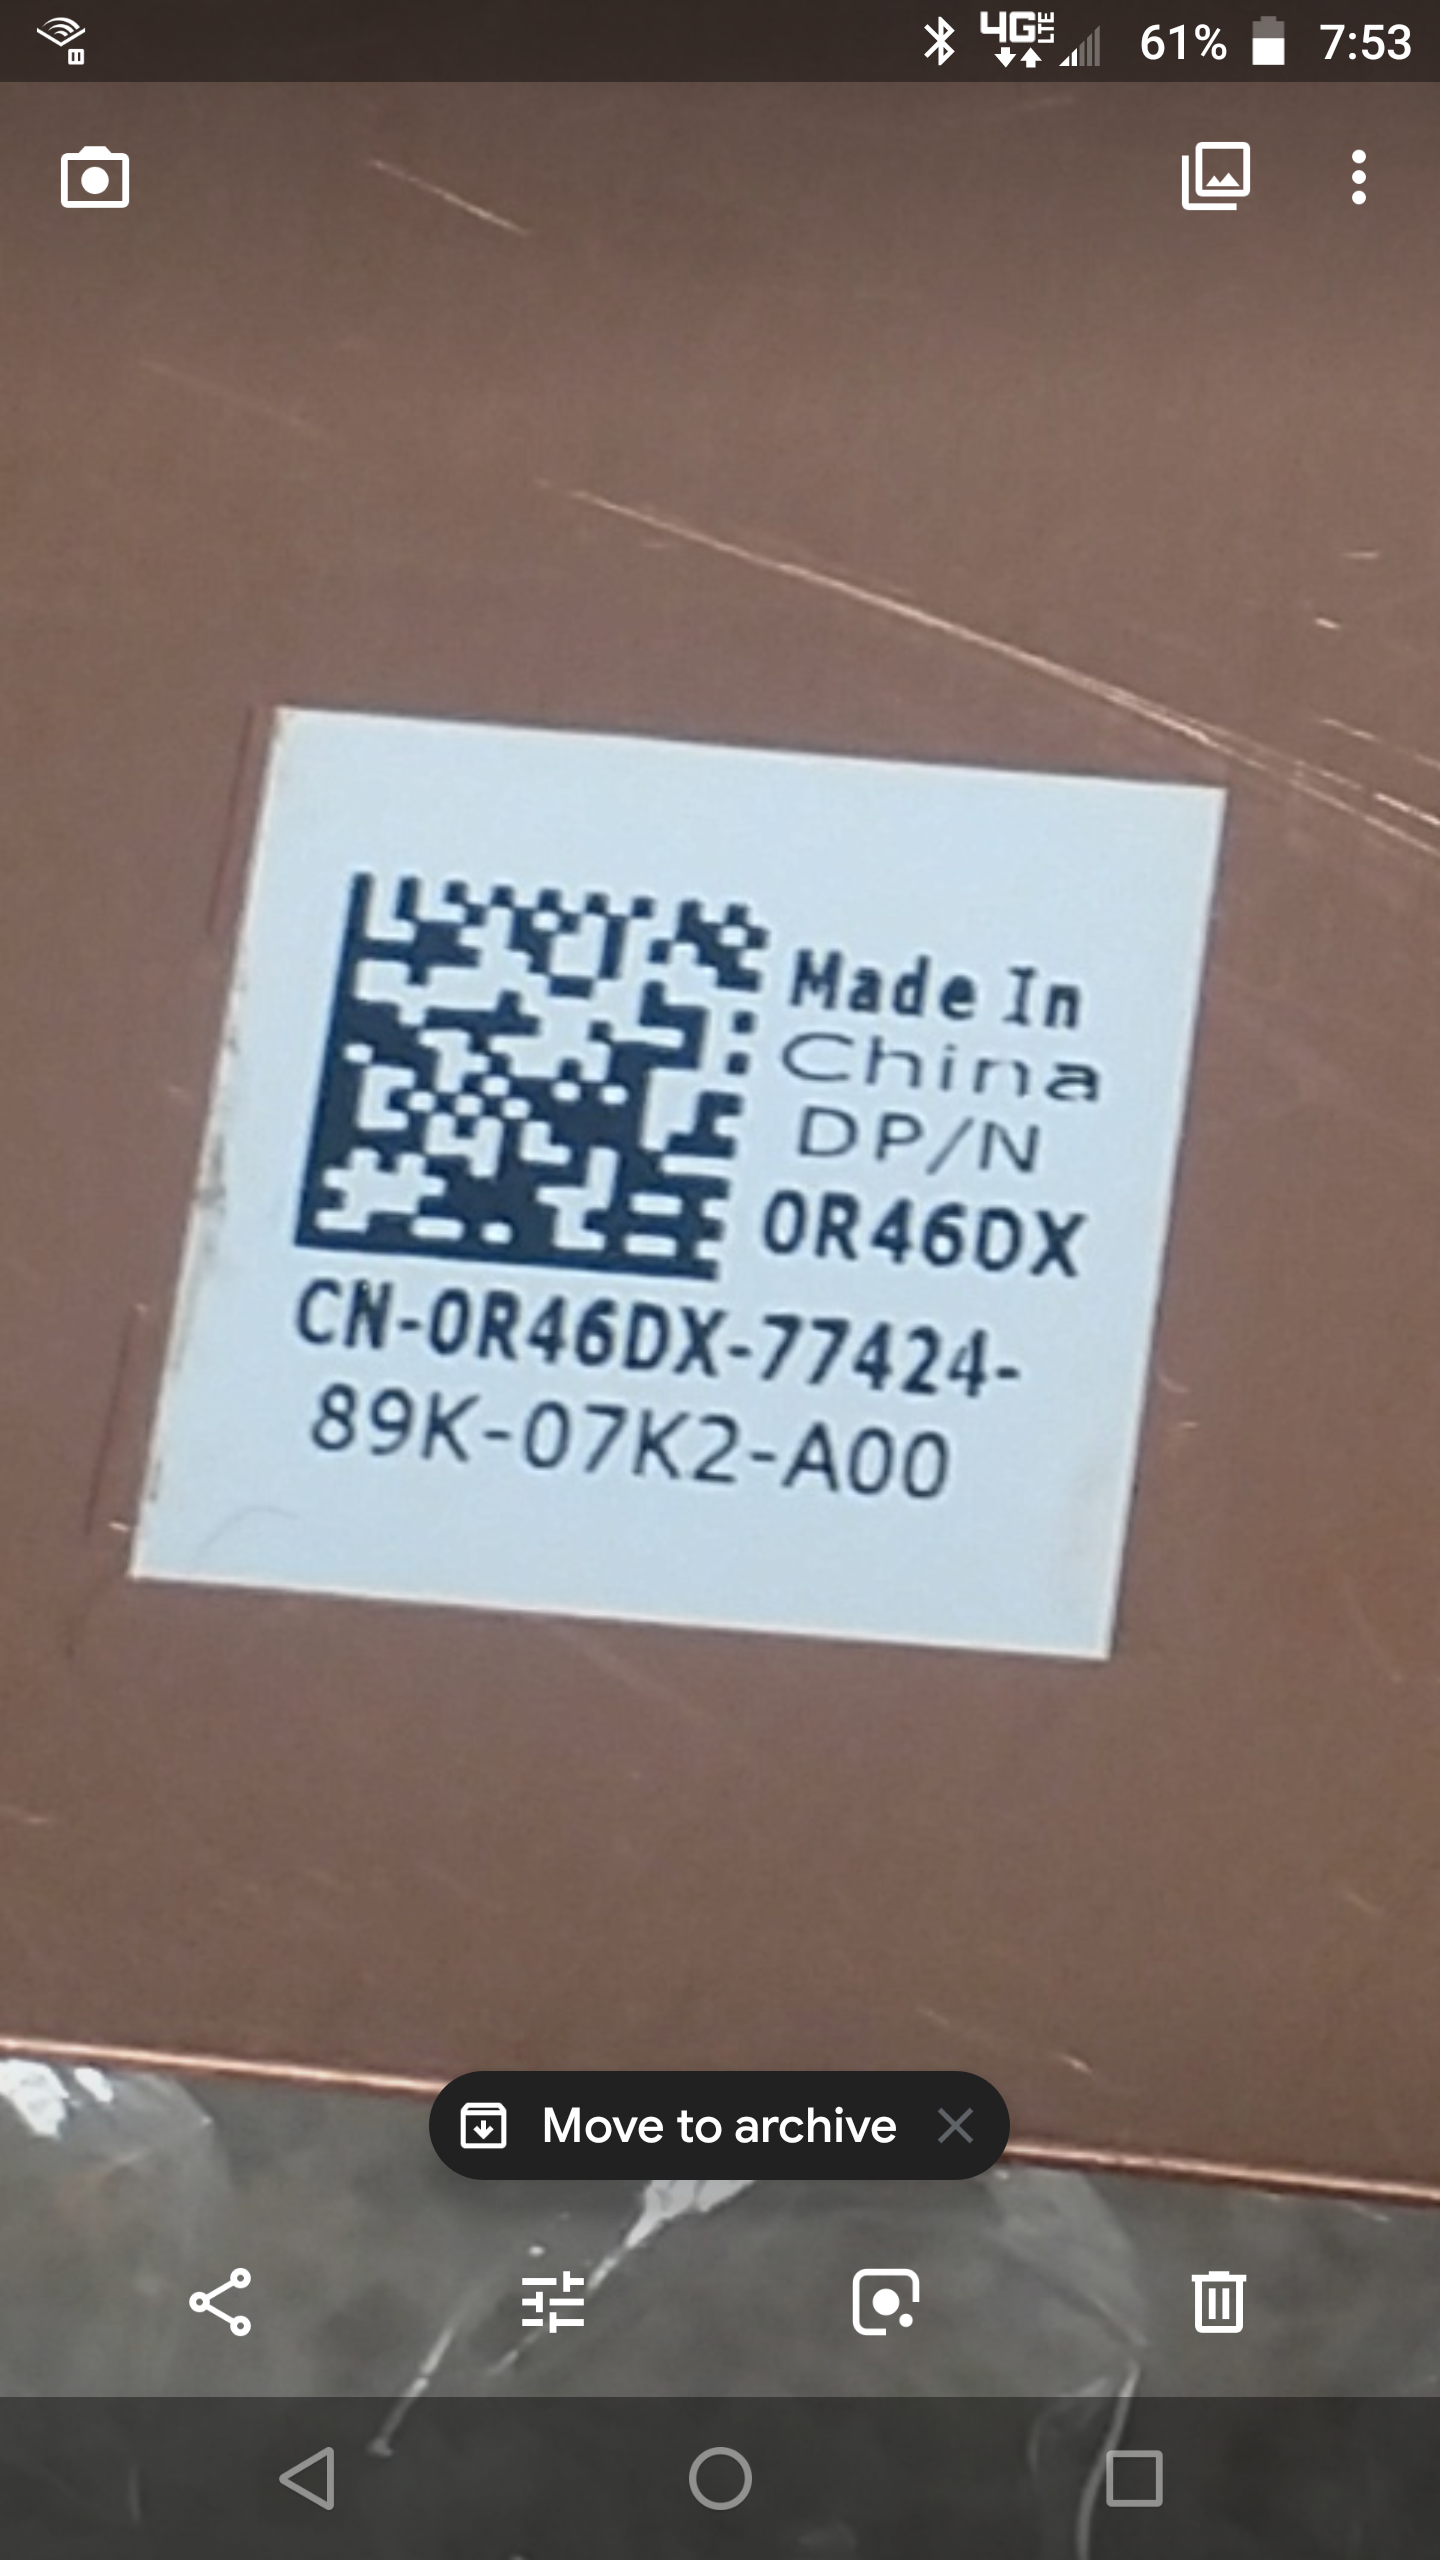 4G LTE 61% 7:53
Made In
China
DP/N
0R46DX
CN-0R46DX-77424-
89K-07K2-A00
Move to archive